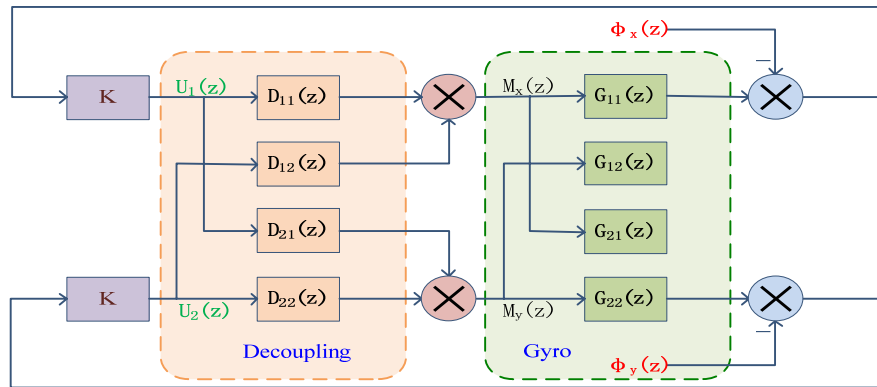 Φx(z)
K U1(z) D11(z) Mx(z) G11(z)
D12(z) G12(z)
D21(z) G21(z)
K U2(z) D22(z) My(z) G22(z)
Decoupling Gyro
Φy(z)